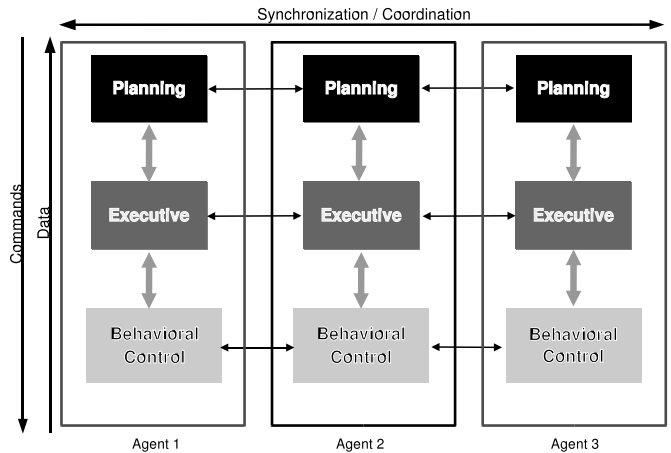 Synchronization / Coordination
Commands
Data
Planning
Planning
Planning
Executive
Executive
Executive
Behavioral
Control
Behavioral
Control
Behavioral
Control
Agent 1
Agent 2
Agent 3